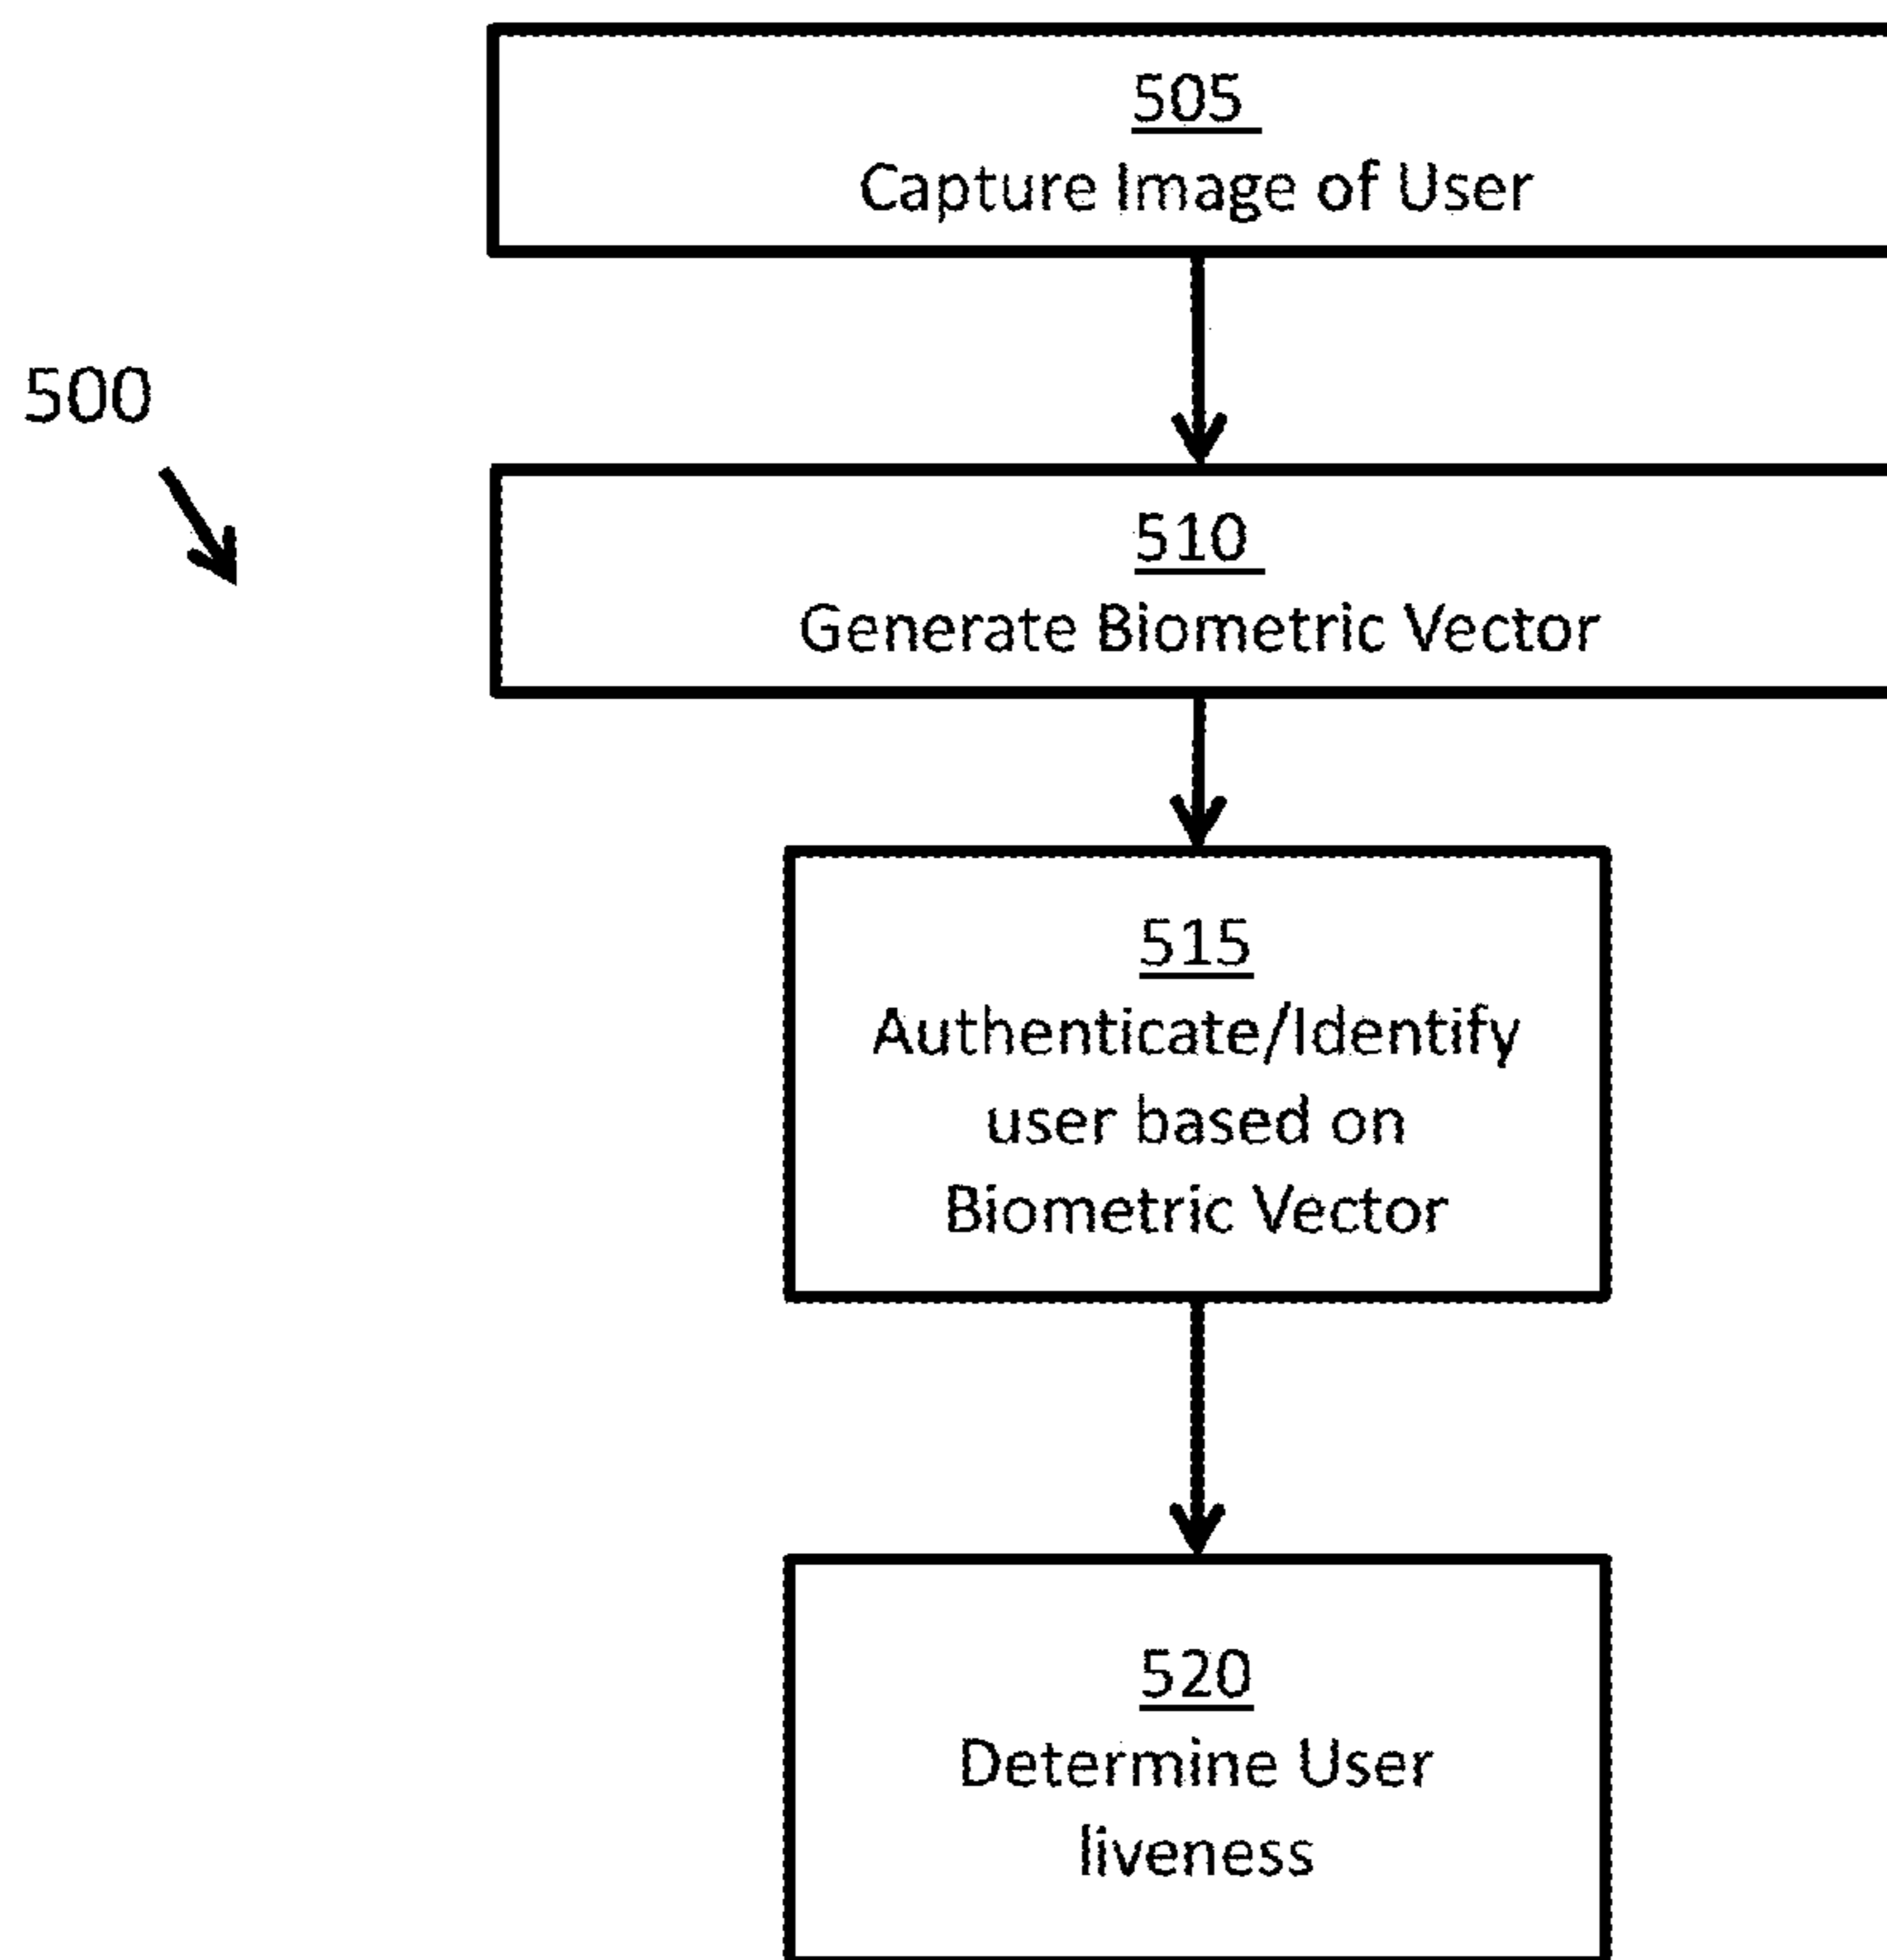 505
Capture Image of User
500
510
Generate Biometric Vector
515
Authenticate/Identify
user based on
Biometric Vector
520
Determine User
liveness